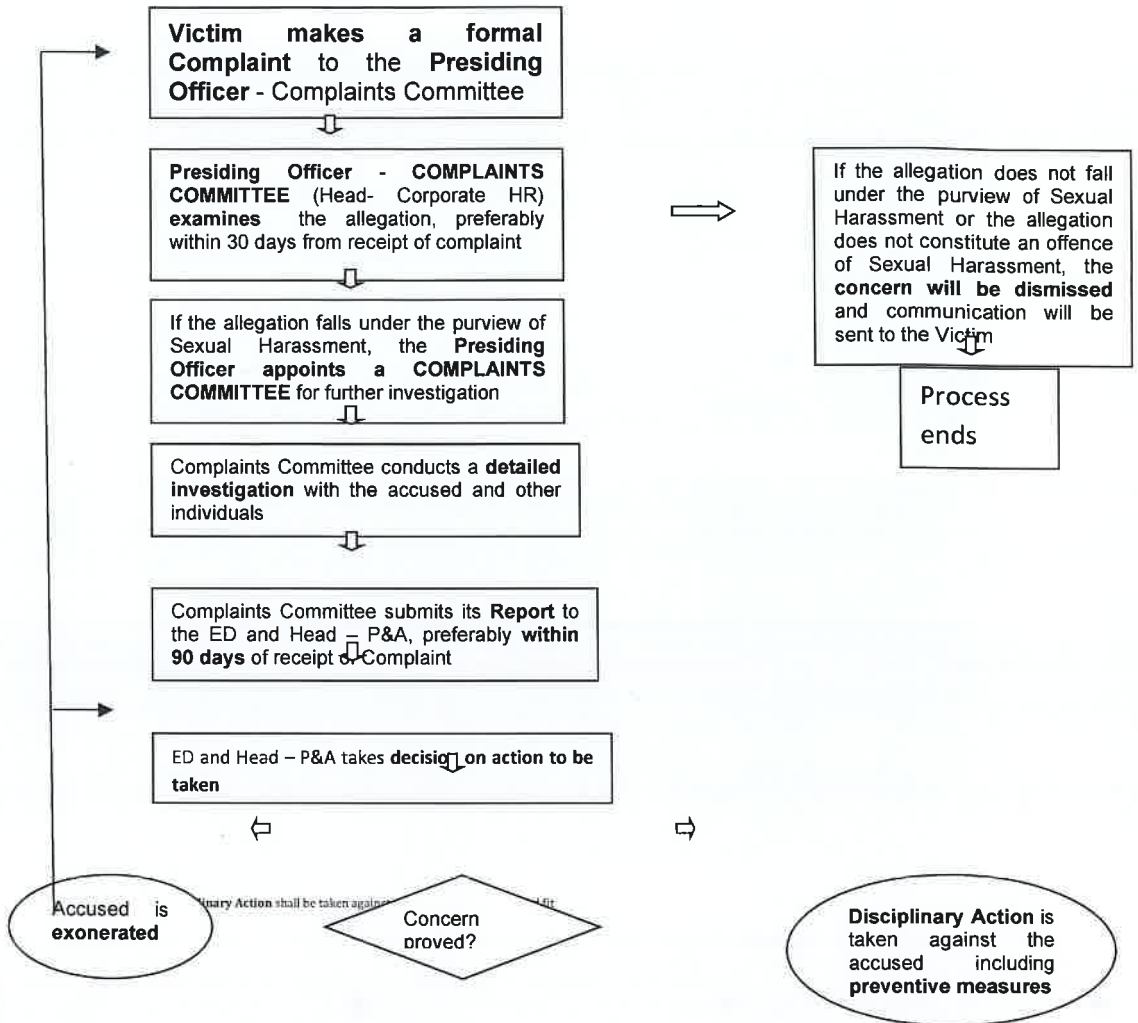 Victim makes a formal
Complaint to the Presiding
Officer - Complaints Committee
Presiding Officer - COMPLAINTS
COMMITTEE (Head- Corporate HR)
examines the allegation, preferably
within 30 days from receipt of complaint
If the allegation does not fall
under the purview of Sexual
Harassment or the allegation
does not constitute an offence
of Sexual Harassment, the
concern will be dismissed
and communication will be
sent to the Victim
Process
ends
If the allegation falls under the purview of
Sexual Harassment, the Presiding
Officer appoints a COMPLAINTS
COMMITTEE for further investigation
Complaints Committee conducts a detailed
investigation with the accused and other
individuals
Complaints Committee submits its Report to
the ED and Head – P&A, preferably within
90 days of receipt of Complaint
ED and Head – P&A takes decision on action to be
taken
Accused is
exonerated
Action shall be taken against
Concern
proved?
Disciplinary Action is
taken against the
accused including
preventive measures